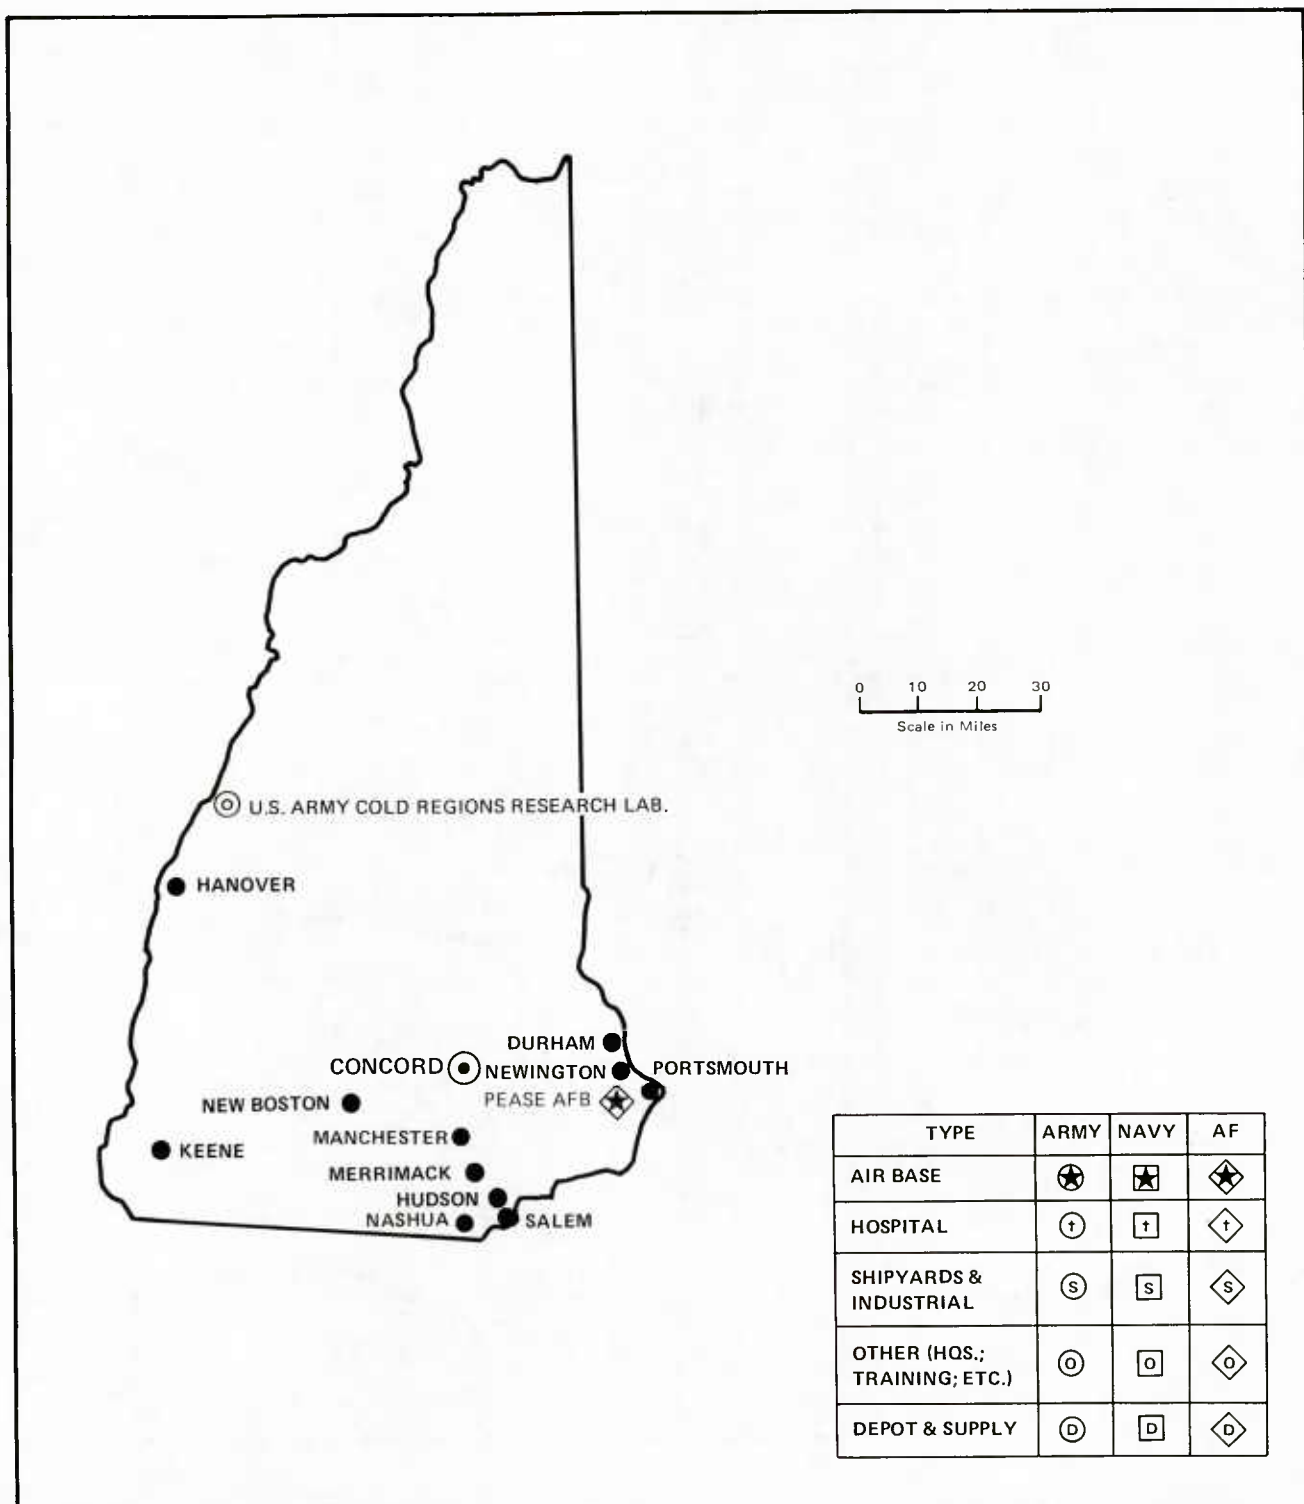 0 10 20 30
Scale in Miles
U.S. ARMY COLD REGIONS RESEARCH LAB.
HANOVER
DURHAM
CONCORD
NEWINGTON
PORTSMOUTH
PEASE AFB
NEW BOSTON
MANCHESTER
KEENE
MERRIMACK
HUDSON
NASHUA
SALEM
TYPE ARMY NAVY AF
AIR BASE
HOSPITAL t t t
SHIPYARDS &
INDUSTRIAL S S S
OTHER (HQS.;
TRAINING; ETC.) O O O
DEPOT & SUPPLY D D D